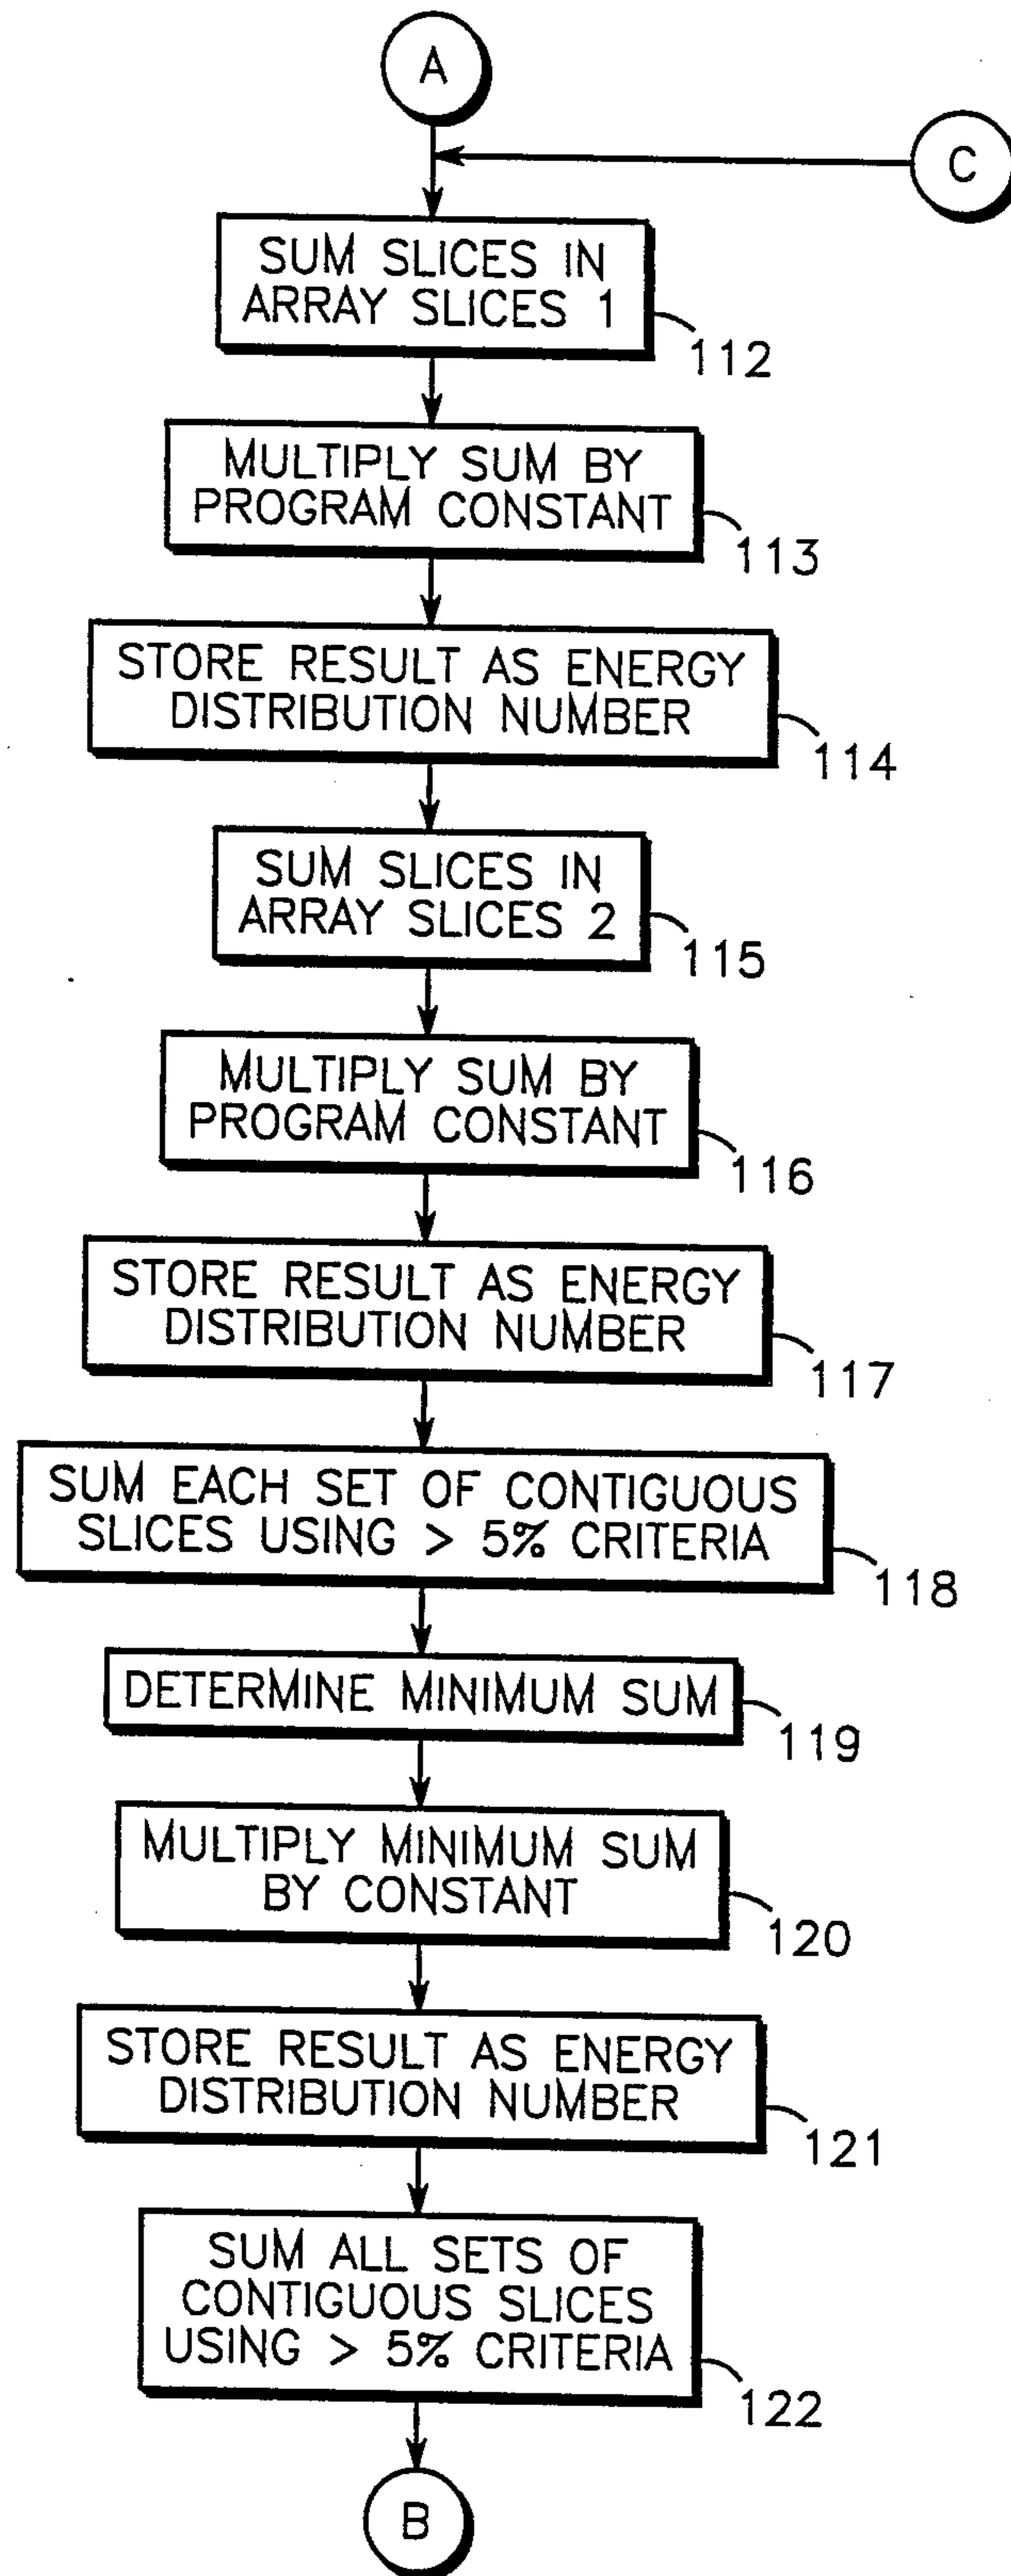 A
C
SUM SLICES IN
ARRAY SLICES 1
112
MULTIPLY SUM BY
PROGRAM CONSTANT
113
STORE RESULT AS ENERGY
DISTRIBUTION NUMBER
114
SUM SLICES IN
ARRAY SLICES 2
115
MULTIPLY SUM BY
PROGRAM CONSTANT
116
STORE RESULT AS ENERGY
DISTRIBUTION NUMBER
117
SUM EACH SET OF CONTIGUOUS
SLICES USING > 5% CRITERIA
118
DETERMINE MINIMUM SUM
119
MULTIPLY MINIMUM SUM
BY CONSTANT
120
STORE RESULT AS ENERGY
DISTRIBUTION NUMBER
121
SUM ALL SETS OF
CONTIGUOUS SLICES
USING > 5% CRITERIA
122
B